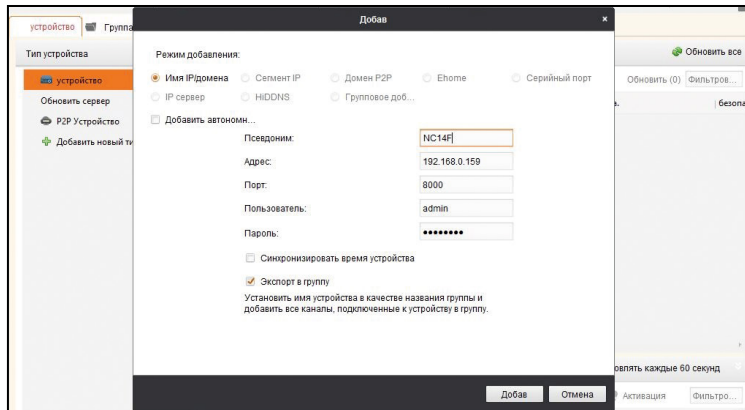 Добав
устройство Группа
Тип устройства
Обновить все
устройство
Обновить сервер
P2P Устройство
Добавить новый ти
Режим добавления:
Имя IP/домена Сегмент IP Домен P2P Ehome Серийный порт
IP сервер HiDDNS Групповое доб...
Добавить автономн...
Псевдоним: NC14F
Адрес: 192.168.0.159
Порт: 8000
Пользователь: admin
Пароль: ••••••••
Синхронизировать время устройства
Экспорт в группу
Установить имя устройства в качестве названия группы и
добавить все каналы, подключенные к устройству в группу.
Добав Отмена
Обновить (0) Фильтров...
в. безопа
овлять каждые 60 секунд
Активация Фильтро...